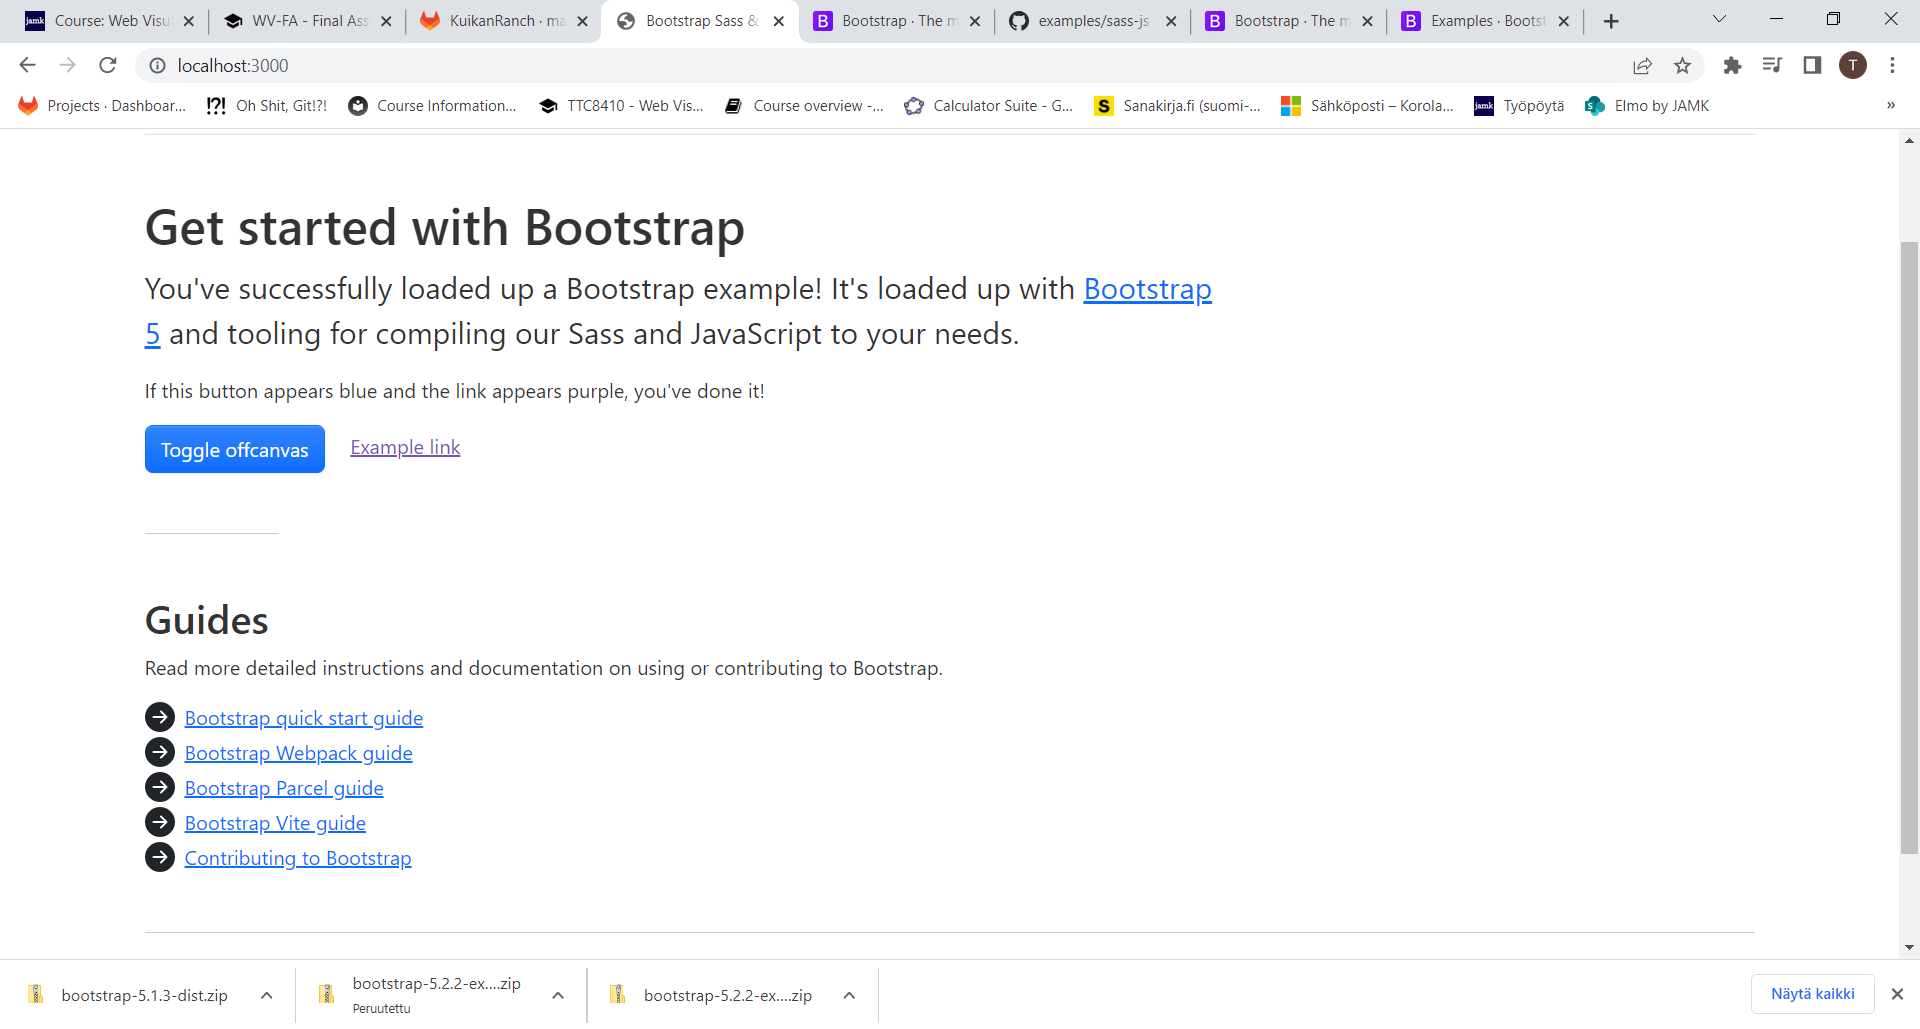 jamk Course: Web Visu
WV-FA - Final Ass
KuikanRanch · ma
Bootstrap Sass &
B Bootstrap · The m
examples/sass-js
B Bootstrap · The m
B Examples · Bootst
localhost:3000
T
Projects · Dashboar...
!?! Oh Shit, Git!?!
Course Information...
TTC8410 - Web Vis...
Course overview -...
Calculator Suite - G...
S Sanakirja.fi (suomi-...
Sähköposti – Korola...
jamk Työpöytä
S Elmo by JAMK
»
Get started with Bootstrap
You've successfully loaded up a Bootstrap example! It's loaded up with Bootstrap
5 and tooling for compiling our Sass and JavaScript to your needs.
If this button appears blue and the link appears purple, you've done it!
Toggle offcanvas Example link
Guides
Read more detailed instructions and documentation on using or contributing to Bootstrap.
Bootstrap quick start guide
Bootstrap Webpack guide
Bootstrap Parcel guide
Bootstrap Vite guide
Contributing to Bootstrap
bootstrap-5.1.3-dist.zip
bootstrap-5.2.2-ex....zip
Peruutettu
bootstrap-5.2.2-ex....zip
Näytä kaikki